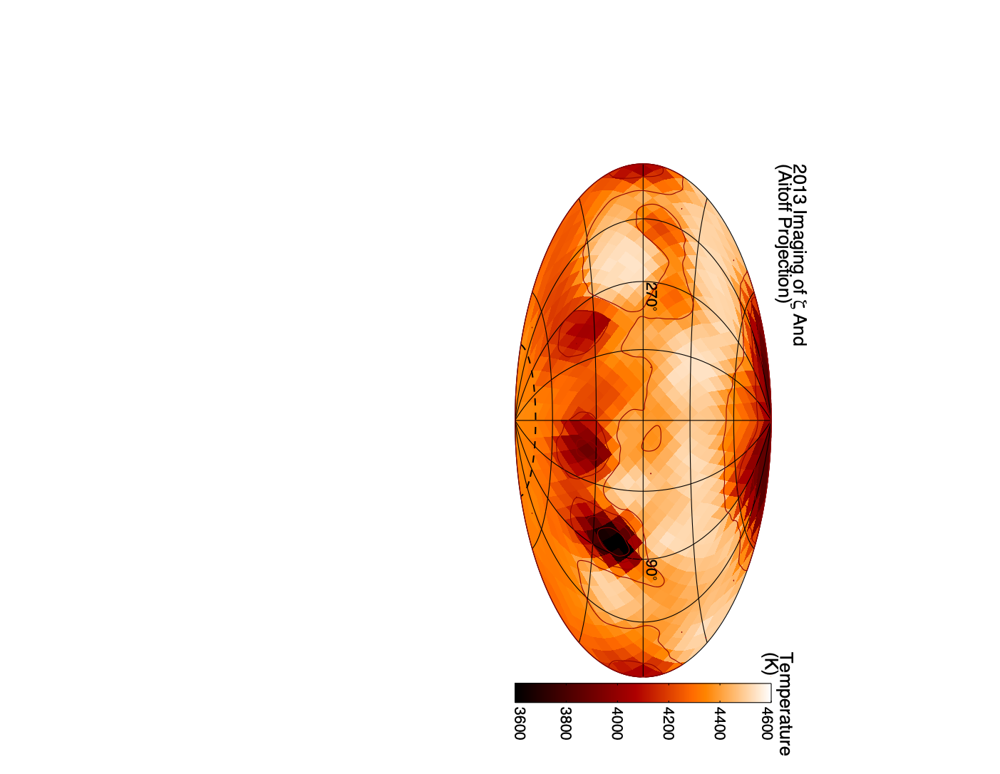 2013 Imaging of ζ And
(Aitoff Projection)
270°
90°
Temperature
(K)
4600
4400
4200
4000
3800
3600